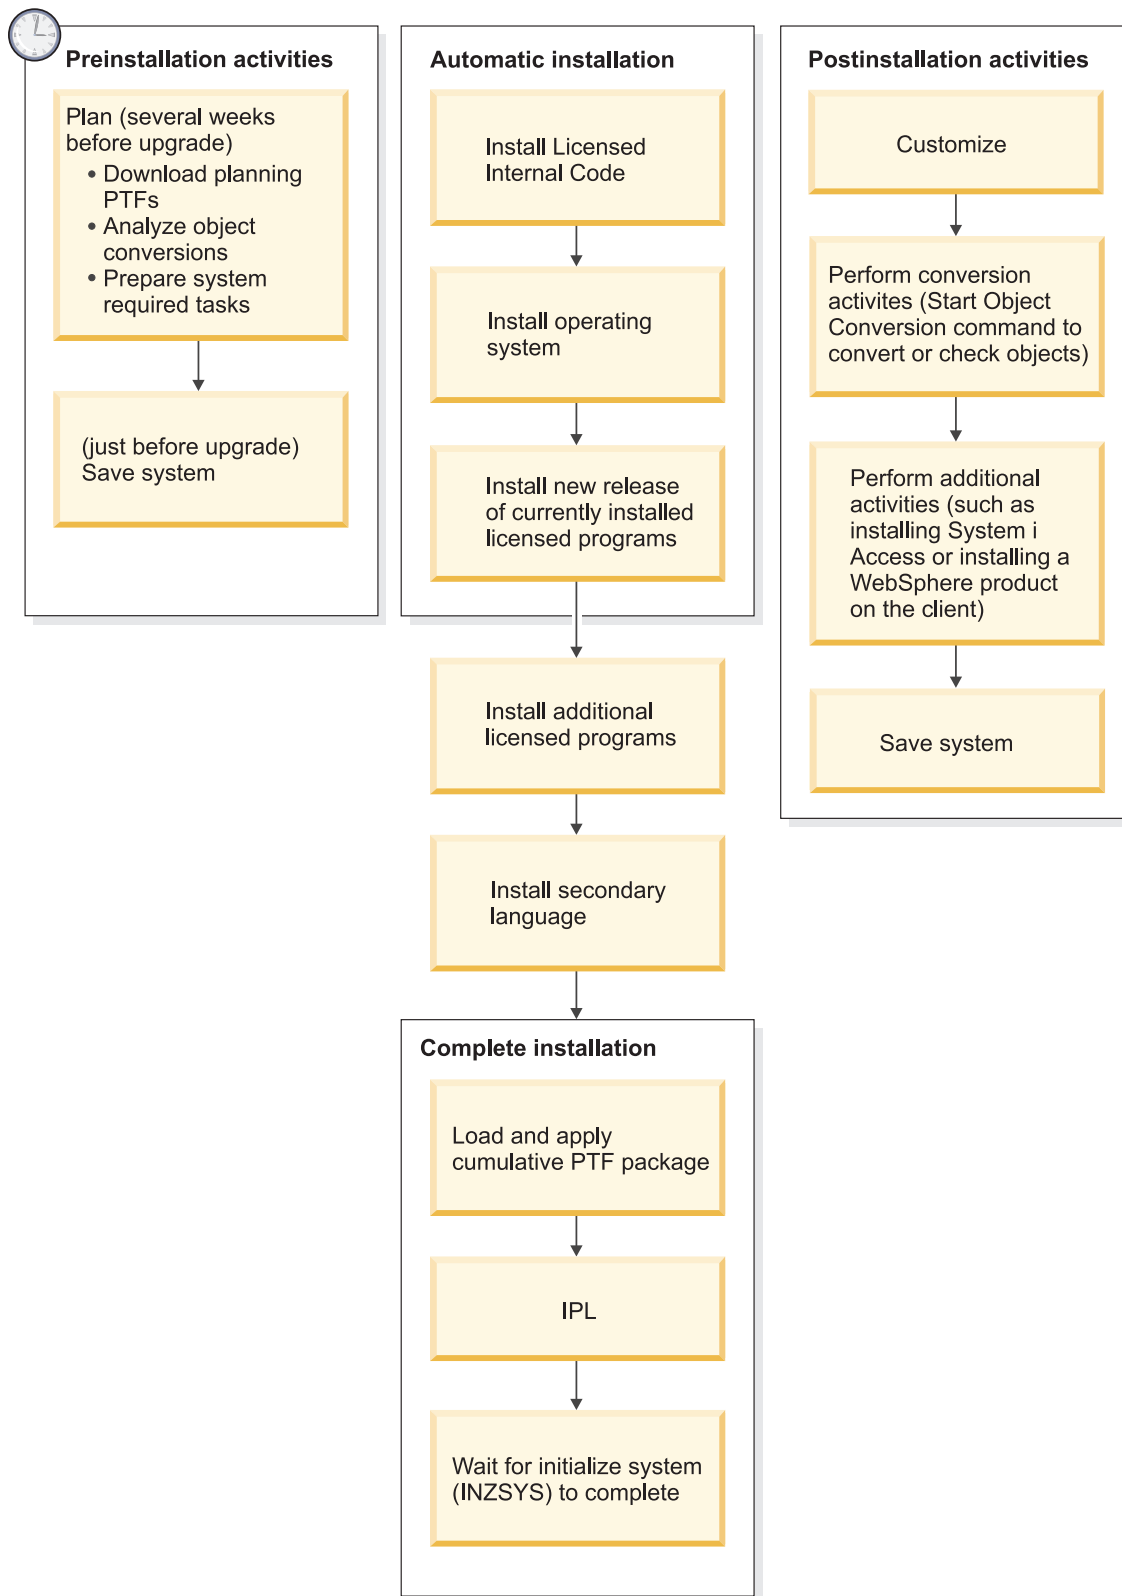 Preinstallation activities
Plan (several weeks
before upgrade)
• Download planning
PTFs
• Analyze object
conversions
• Prepare system
required tasks
(just before upgrade)
Save system
Automatic installation
Install Licensed
Internal Code
Install operating
system
Install new release
of currently installed
licensed programs
Install additional
licensed programs
Install secondary
language
Complete installation
Load and apply
cumulative PTF package
IPL
Wait for initialize system
(INZSYS) to complete
Postinstallation activities
Customize
Perform conversion
activites (Start Object
Conversion command to
convert or check objects)
Perform additional
activities (such as
installing System i
Access or installing a
WebSphere product
on the client)
Save system